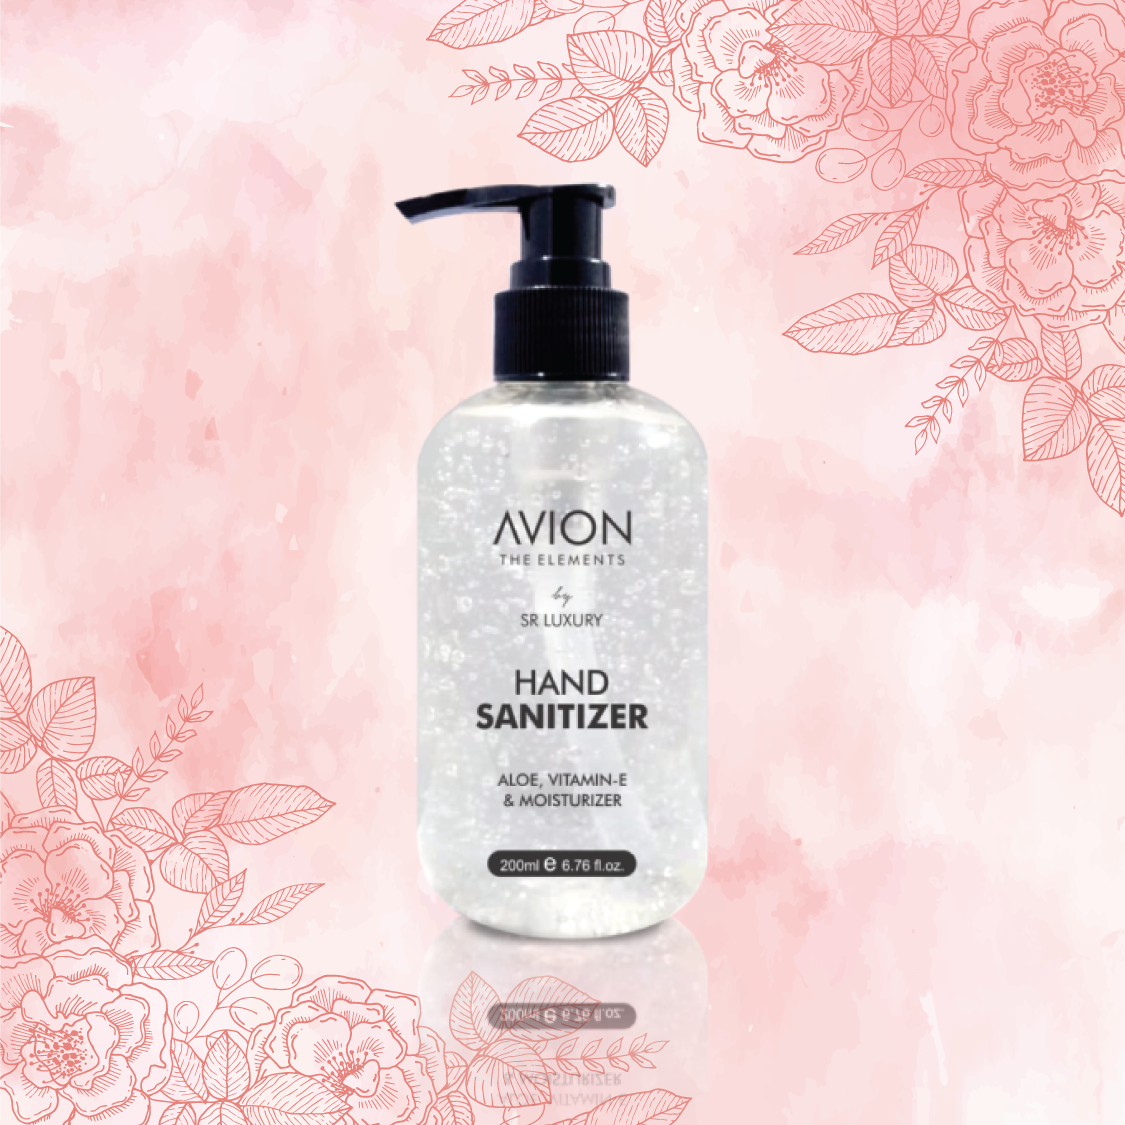 AVION
THE ELEMENTS
by
SR LUXURY
HAND
SANITIZER
ALOE, VITAMIN-E
& MOISTURIZER
200ml e 6.76 fl.oz.